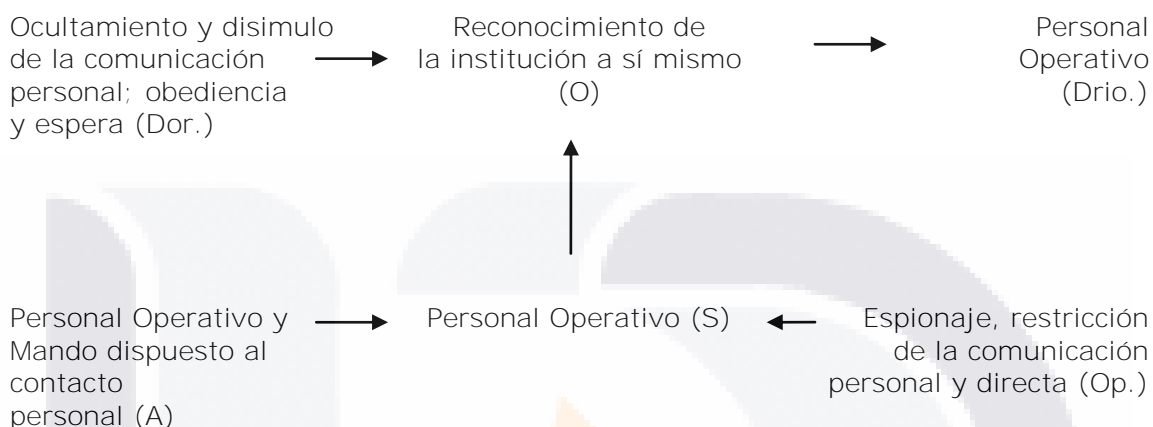 Ocultamiento y disimulo
de la comunicación
personal; obediencia
y espera (Dor.)
Reconocimiento de
la institución a sí mismo
(O)
Personal
Operativo
(Drio.)
Personal Operativo y
Mando dispuesto al
contacto
personal (A)
Personal Operativo (S)
Espionaje, restricción
de la comunicación
personal y directa (Op.)